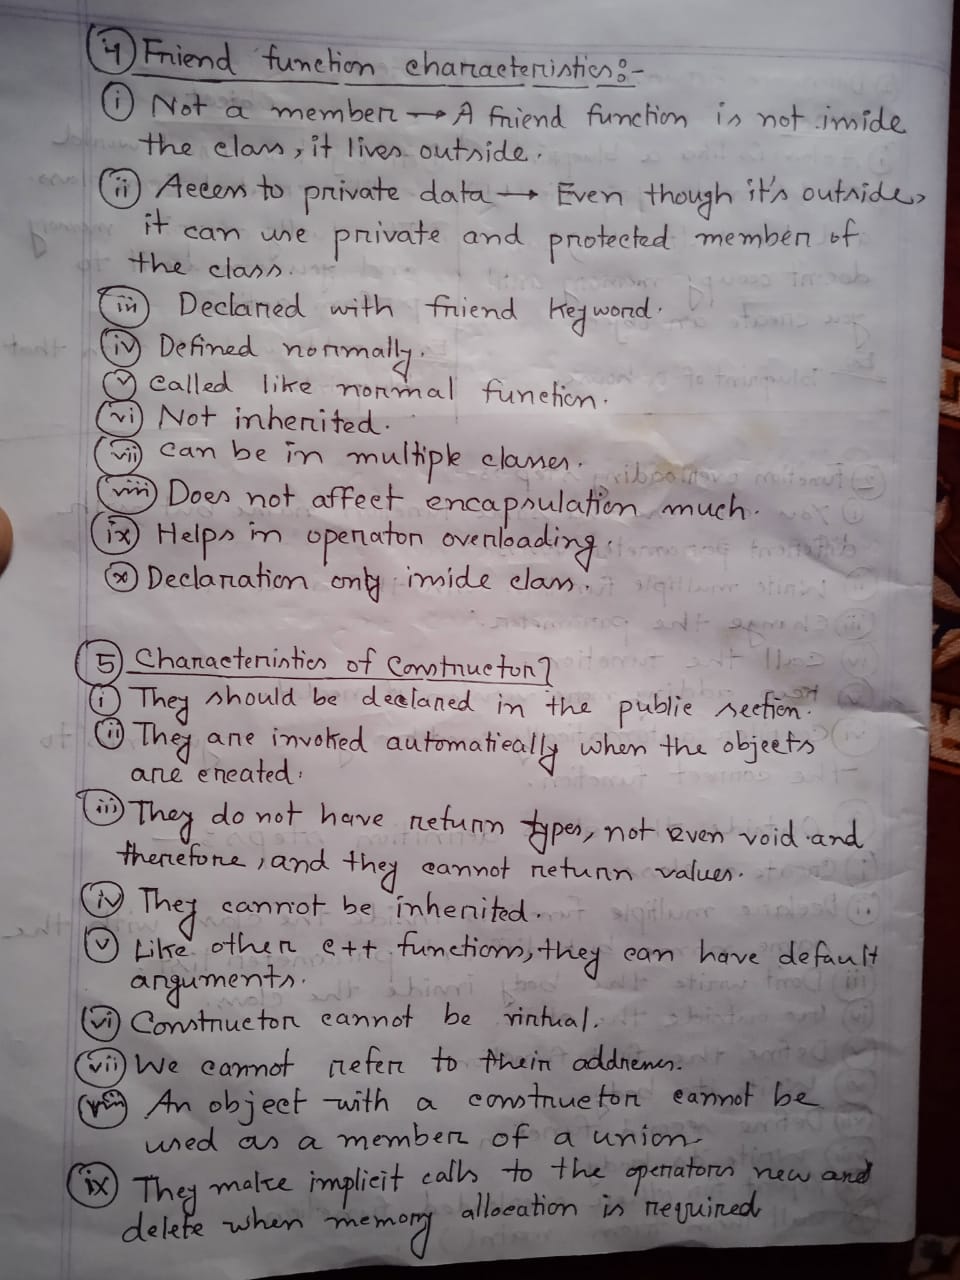 ④ Friend function characteristics:-
ⓘ Not a member → A friend function is not inside
the class, it lives outside.
ⓘⓘ Access to private data → Even though it's outside,
it can use private and protected member of
the class.
iii Declared with friend keyword.
iv Defined normally.
v Called like normal function.
vi Not inherited.
vii can be in multiple classes.
viii Does not affect encapsulation much.
ix Helps in operator overloading.
x Declaration only inside class.
⑤ Characteristics of Constructor?
i They should be declared in the public section.
ii They are invoked automatically when the objects
are created.
iii They do not have return types, not even void and
therefore, and they cannot return values.
iv They cannot be inherited.
v Like other c++ functions, they can have default
arguments.
vi Constructor cannot be virtual.
vii We cannot refer to their addresses.
viii An object with a constructor cannot be
used as a member of a union.
ix They make implicit calls to the operators new and
delete when memory allocation is required